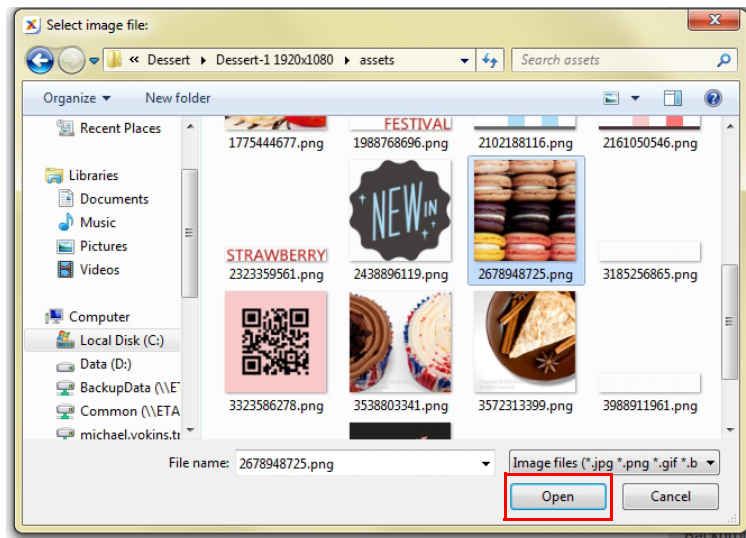 Select image file:
« Dessert ▸ Dessert-1 1920x1080 ▸ assets
Search assets
Organize
New folder
Recent Places
Libraries
Documents
Music
Pictures
Videos
Computer
Local Disk (C:)
Data (D:)
BackupData (\\E
Common (\\ETA
michael.vokins.tr
FESTIVAL
1775444677.png
1988768696.png
2102188116.png
2161050546.png
STRAWBERRY
NEW IN
2323359561.png
2438896119.png
2678948725.png
3185256865.png
3323586278.png
3538803341.png
3572313399.png
3988911961.png
File name: 2678948725.png
Image files (*.jpg *.png *.gif *.b
Open
Cancel